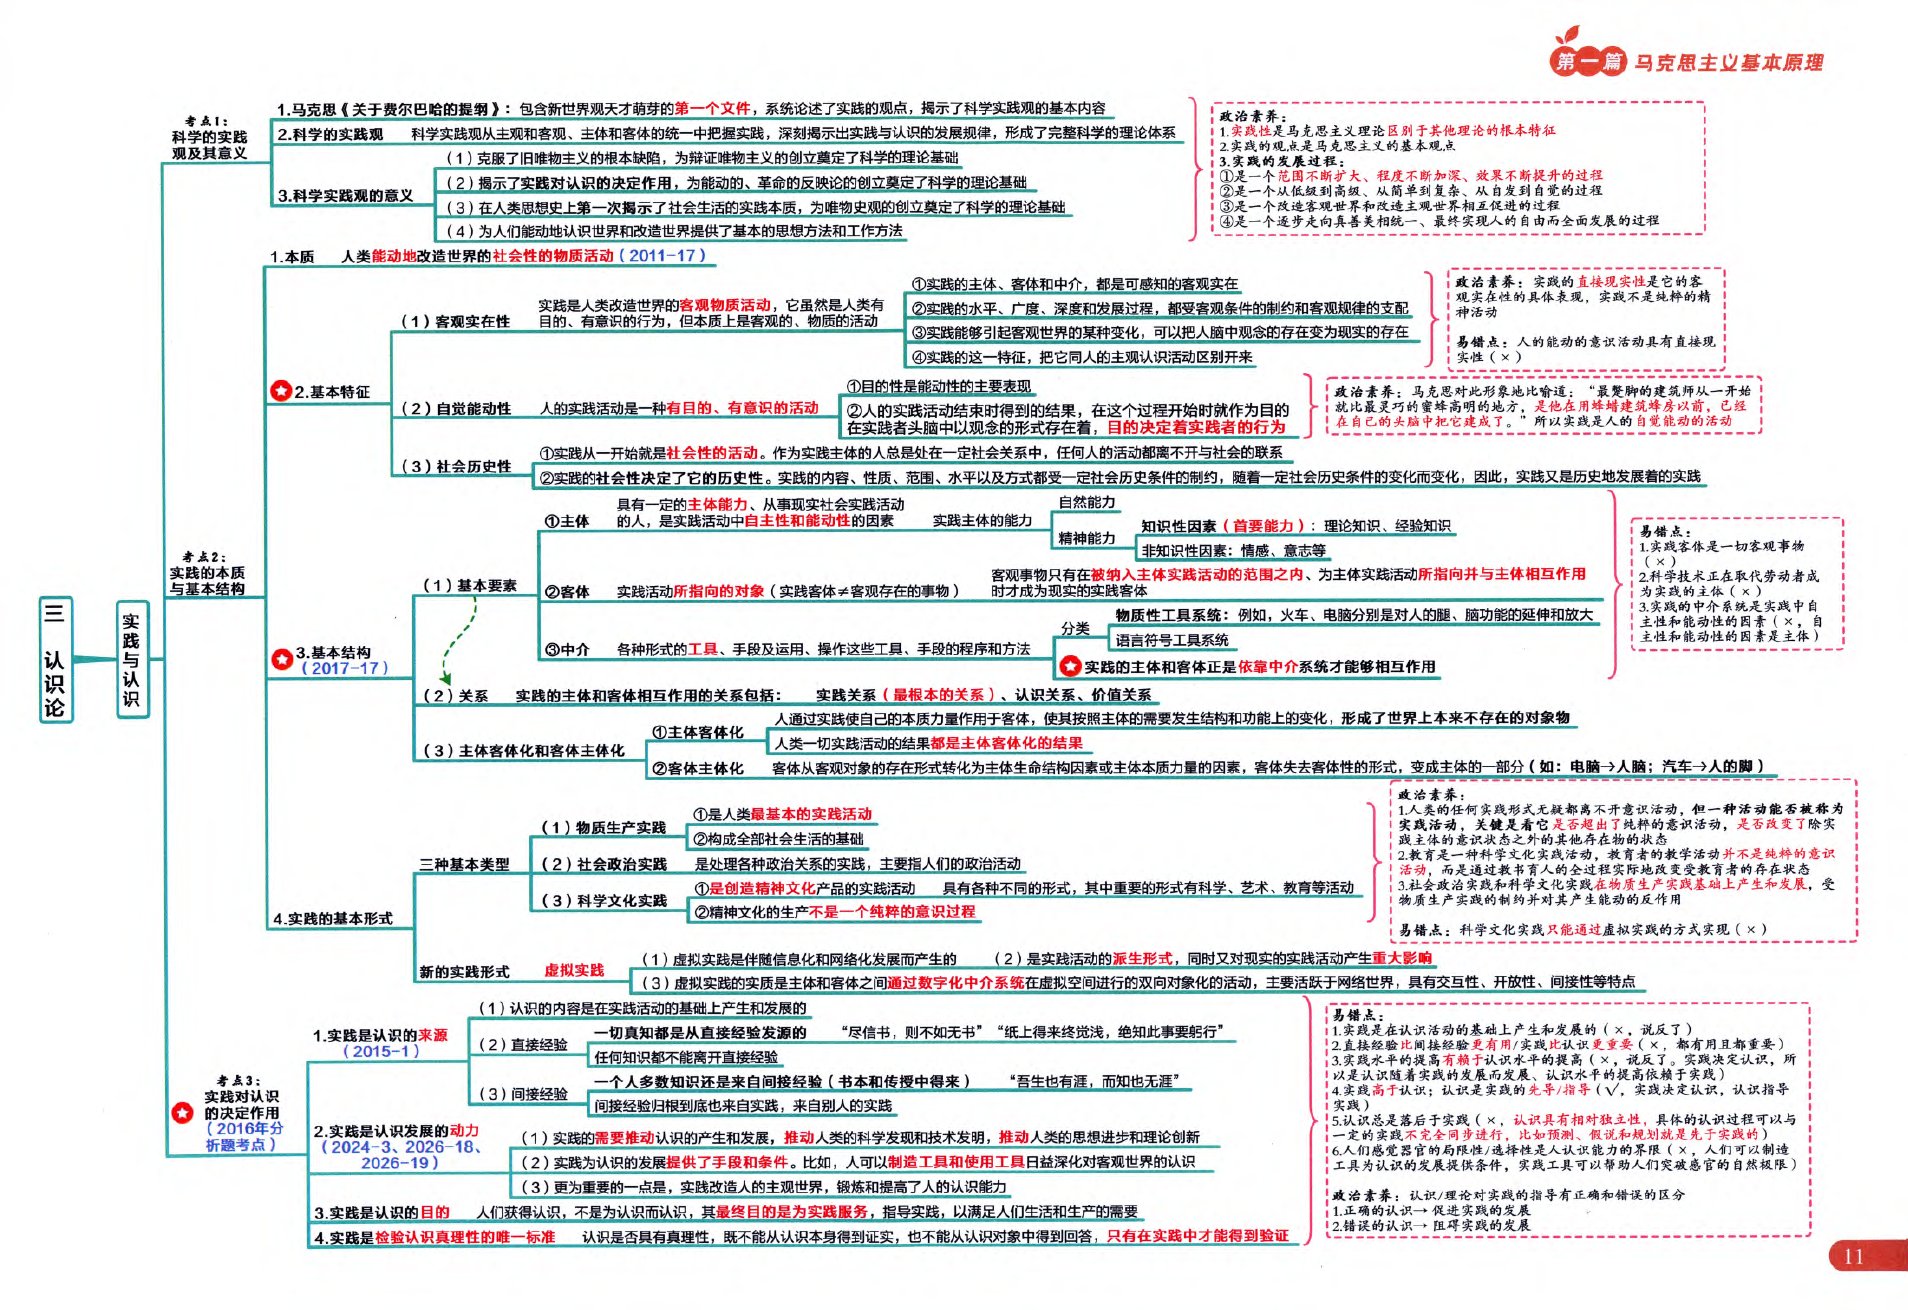 第一篇 马克思主义基本原理
三 认识论
实践与认识
考点1：
科学的实践
观及其意义
1.马克思《关于费尔巴哈的提纲》：包含新世界观天才萌芽的第一个文件，系统论述了实践的观点，揭示了科学实践观的基本内容
2.科学的实践观 科学实践观从主观和客观、主体和客体的统一中把握实践，深刻揭示出实践与认识的发展规律，形成了完整科学的理论体系
3.科学实践观的意义
（1）克服了旧唯物主义的根本缺陷，为辩证唯物主义的创立奠定了科学的理论基础
（2）揭示了实践对认识的决定作用，为能动的、革命的反映论的创立奠定了科学的理论基础
（3）在人类思想史上第一次揭示了社会生活的实践本质，为唯物史观的创立奠定了科学的理论基础
（4）为人们能动地认识世界和改造世界提供了基本的思想方法和工作方法
政治素养：
1.实践性是马克思主义理论区别于其他理论的根本特征
2.实践的观点是马克思主义的基本观点
3.实践的发展过程：
①是一个范围不断扩大、程度不断加深、效果不断提升的过程
②是一个从低级到高级、从简单到复杂、从自发到自觉的过程
③是一个改造客观世界和改造主观世界相互促进的过程
④是一个逐步走向真善美相统一、最终实现人的自由而全面发展的过程
考点2：
实践的本质
与基本结构
1.本质 人类能动地改造世界的社会性的物质活动（2011-17）
2.基本特征
（1）客观实在性
实践是人类改造世界的客观物质活动，它虽然是人类有
目的、有意识的行为，但本质上是客观的、物质的活动
①实践的主体、客体和中介，都是可感知的客观实在
②实践的水平、广度、深度和发展过程，都受客观条件的制约和客观规律的支配
③实践能够引起客观世界的某种变化，可以把人脑中观念的存在变为现实的存在
④实践的这一特征，把它同人的主观认识活动区别开来
政治素养：实践的直接现实性是它的客
观实在性的具体表现，实践不是纯粹的精
神活动
易错点：人的能动的意识活动具有直接现
实性（×）
（2）自觉能动性 人的实践活动是一种有目的、有意识的活动
①目的性是能动性的主要表现
②人的实践活动结束时得到的结果，在这个过程开始时就作为目的
在实践者头脑中以观念的形式存在着，目的决定着实践者的行为
政治素养：马克思对此形象地比喻道：“最蹩脚的建筑师从一开始
就比最灵巧的蜜蜂高明的地方，是他在用蜂蜡建筑蜂房以前，已经
在自己的头脑中把它建成了。”所以实践是人的自觉能动的活动
（3）社会历史性
①实践从一开始就是社会性的活动。作为实践主体的人总是处在一定社会关系中，任何人的活动都离不开与社会的联系
②实践的社会性决定了它的历史性。实践的内容、性质、范围、水平以及方式都受一定社会历史条件的制约，随着一定社会历史条件的变化而变化，因此，实践又是历史地发展着的实践
3.基本结构
（2017-17）
（1）基本要素
①主体
具有一定的主体能力、从事现实社会实践活动
的人，是实践活动中自主性和能动性的因素
实践主体的能力
自然能力
精神能力
知识性因素（首要能力）：理论知识、经验知识
非知识性因素：情感、意志等
②客体 实践活动所指向的对象（实践客体≠客观存在的事物）
客观事物只有在被纳入主体实践活动的范围之内、为主体实践活动所指向并与主体相互作用
时才成为现实的实践客体
③中介 各种形式的工具、手段及运用、操作这些工具、手段的程序和方法
分类
物质性工具系统：例如，火车、电脑分别是对人的腿、脑功能的延伸和放大
语言符号工具系统
实践的主体和客体正是依靠中介系统才能够相互作用
易错点：
1.实践客体是一切客观事物
（×）
2.科学技术正在取代劳动者成
为实践的主体（×）
3.实践的中介系统是实践中自
主性和能动性的因素（×，自
主性和能动性的因素是主体）
（2）关系 实践的主体和客体相互作用的关系包括： 实践关系（最根本的关系）、认识关系、价值关系
（3）主体客体化和客体主体化
①主体客体化
人通过实践使自己的本质力量作用于客体，使其按照主体的需要发生结构和功能上的变化，形成了世界上本来不存在的对象物
人类一切实践活动的结果都是主体客体化的结果
②客体主体化 客体从客观对象的存在形式转化为主体生命结构因素或主体本质力量的因素，客体失去客体性的形式，变成主体的一部分（如：电脑→人脑；汽车→人的脚）
4.实践的基本形式
三种基本类型
（1）物质生产实践
①是人类最基本的实践活动
②构成全部社会生活的基础
（2）社会政治实践 是处理各种政治关系的实践，主要指人们的政治活动
（3）科学文化实践
①是创造精神文化产品的实践活动 具有各种不同的形式，其中重要的形式有科学、艺术、教育等活动
②精神文化的生产不是一个纯粹的意识过程
政治素养：
1.人类的任何实践形式无疑都离不开意识活动，但一种活动能否被称为
实践活动，关键是看它是否超出了纯粹的意识活动，是否改变了除实
践主体的意识状态之外的其他存在物的状态
2.教育是一种科学文化实践活动，教育者的教学活动并不是纯粹的意识
活动，而是通过教书育人的全过程实际地改变受教育者的存在状态
3.社会政治实践和科学文化实践在物质生产实践基础上产生和发展，受
物质生产实践的制约并对其产生能动的反作用
易错点：科学文化实践只能通过虚拟实践的方式实现（×）
新的实践形式 虚拟实践
（1）虚拟实践是伴随信息化和网络化发展而产生的 （2）是实践活动的派生形式，同时又对现实的实践活动产生重大影响
（3）虚拟实践的实质是主体和客体之间通过数字化中介系统在虚拟空间进行的双向对象化的活动，主要活跃于网络世界，具有交互性、开放性、间接性等特点
考点3：
实践对认识
的决定作用
（2016年分
析题考点）
1.实践是认识的来源
（2015-1）
（1）认识的内容是在实践活动的基础上产生和发展的
（2）直接经验
一切真知都是从直接经验发源的 “尽信书，则不如无书”“纸上得来终觉浅，绝知此事要躬行”
任何知识都不能离开直接经验
（3）间接经验
一个人多数知识还是来自间接经验（书本和传授中得来） “吾生也有涯，而知也无涯”
间接经验归根到底也来自实践，来自别人的实践
2.实践是认识发展的动力
（2024-3、2026-18、
2026-19）
（1）实践的需要推动认识的产生和发展，推动人类的科学发现和技术发明，推动人类的思想进步和理论创新
（2）实践为认识的发展提供了手段和条件。比如，人可以制造工具和使用工具日益深化对客观世界的认识
（3）更为重要的一点是，实践改造人的主观世界，锻炼和提高了人的认识能力
3.实践是认识的目的 人们获得认识，不是为认识而认识，其最终目的是为实践服务，指导实践，以满足人们生活和生产的需要
4.实践是检验认识真理性的唯一标准 认识是否具有真理性，既不能从认识本身得到证实，也不能从认识对象中得到回答，只有在实践中才能得到验证
易错点：
1.实践是在认识活动的基础上产生和发展的（×，说反了）
2.直接经验比间接经验更有用/实践比认识更重要（×，都有用且都重要）
3.实践水平的提高有赖于认识水平的提高（×，说反了。实践决定认识，所
以是认识随着实践的发展而发展、认识水平的提高依赖于实践）
4.实践高于认识；认识是实践的先导/指导（√，实践决定认识，认识指导
实践）
5.认识总是落后于实践（×，认识具有相对独立性，具体的认识过程可以与
一定的实践不完全同步进行，比如预测、假说和规划就是先于实践的）
6.人们感觉器官的局限性/选择性是人认识能力的界限（×，人们可以制造
工具为认识的发展提供条件，实践工具可以帮助人们突破感官的自然极限）
政治素养：认识/理论对实践的指导有正确和错误的区分
1.正确的认识→促进实践的发展
2.错误的认识→阻碍实践的发展
11